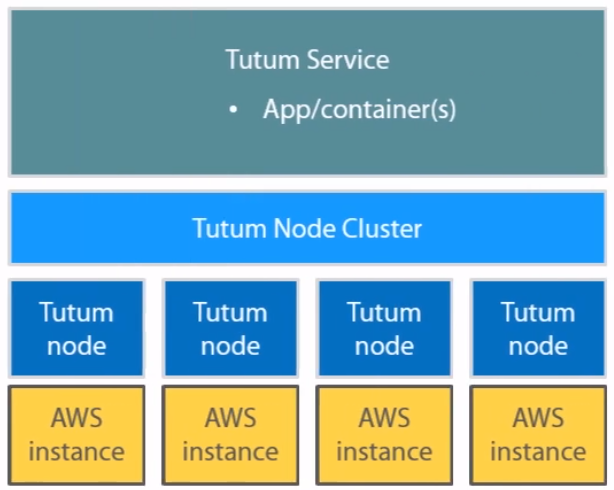 Tutum Service
• App/container(s)
Tutum Node Cluster
Tutum node
Tutum node
Tutum node
Tutum node
AWS instance
AWS instance
AWS instance
AWS instance